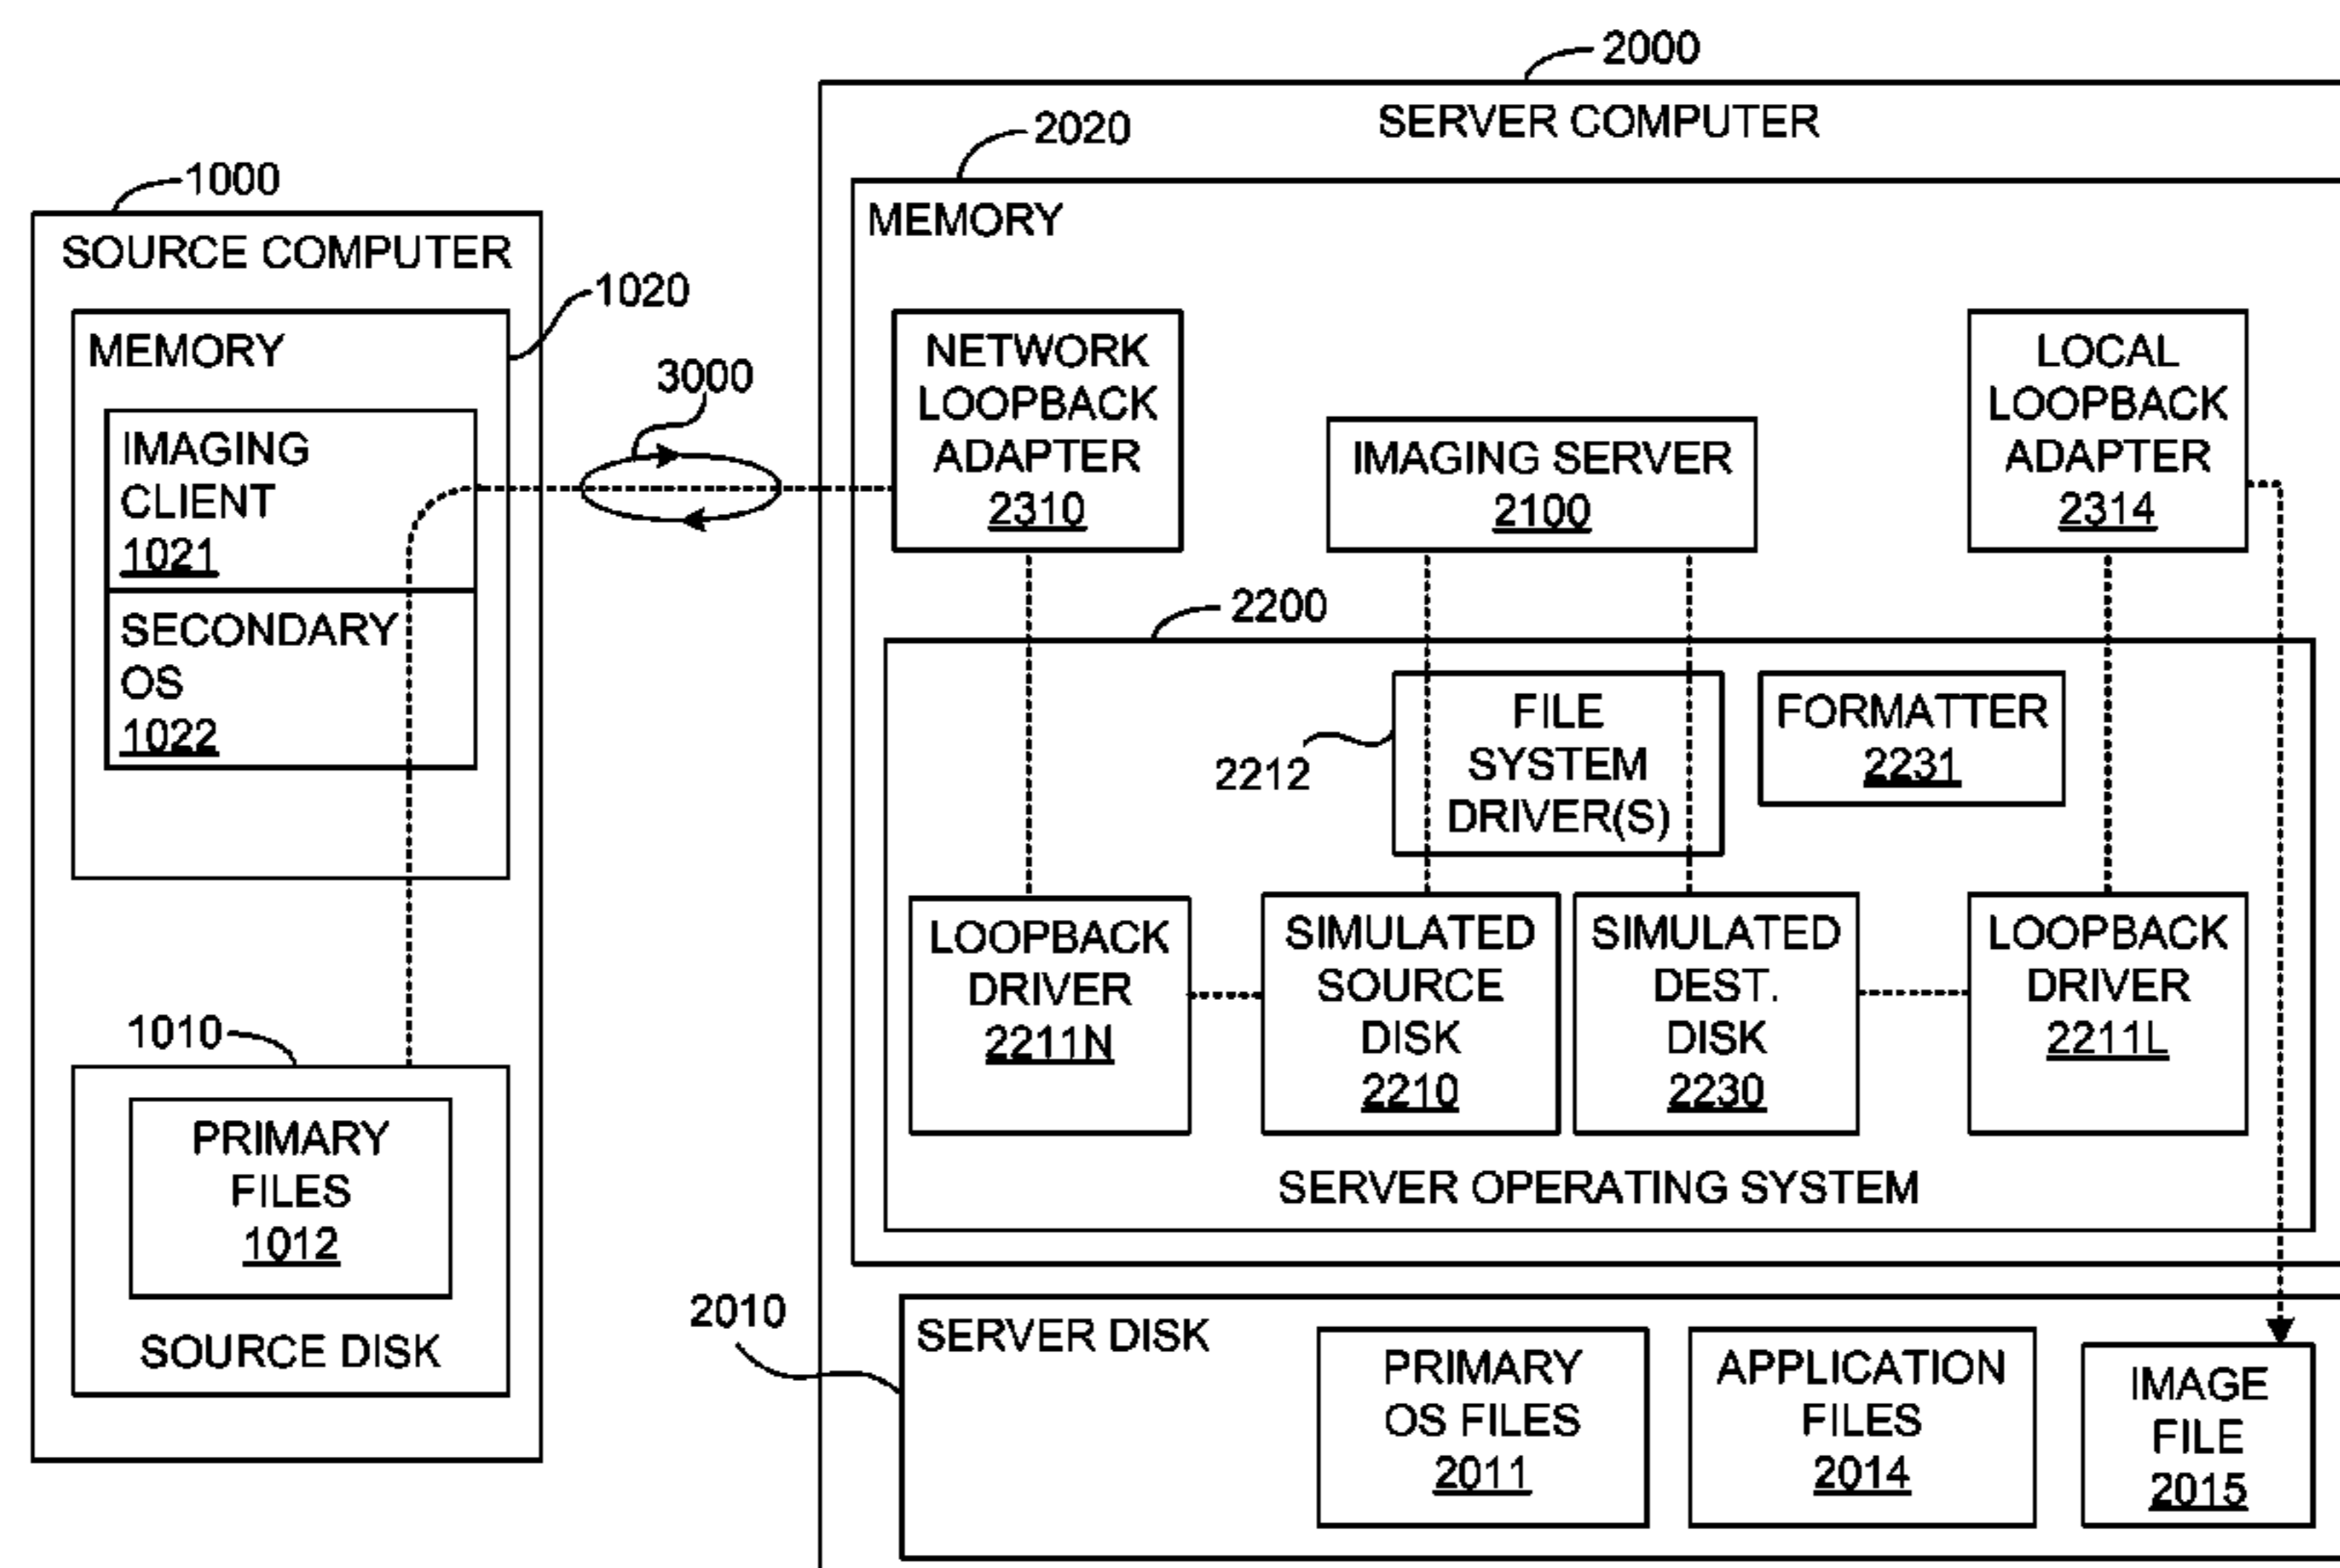 2000
SERVER COMPUTER
2020
MEMORY
1000
SOURCE COMPUTER
1020
MEMORY
IMAGING
CLIENT
1021
SECONDARY
OS
1022
3000
NETWORK
LOOPBACK
ADAPTER
2310
IMAGING SERVER
2100
LOCAL
LOOPBACK
ADAPTER
2314
2200
2212
FILE
SYSTEM
DRIVER(S)
FORMATTER
2231
LOOPBACK
DRIVER
2211N
SIMULATED
SOURCE
DISK
2210
SIMULATED
DEST.
DISK
2230
LOOPBACK
DRIVER
2211L
SERVER OPERATING SYSTEM
1010
PRIMARY
FILES
1012
SOURCE DISK
2010
SERVER DISK
PRIMARY
OS FILES
2011
APPLICATION
FILES
2014
IMAGE
FILE
2015